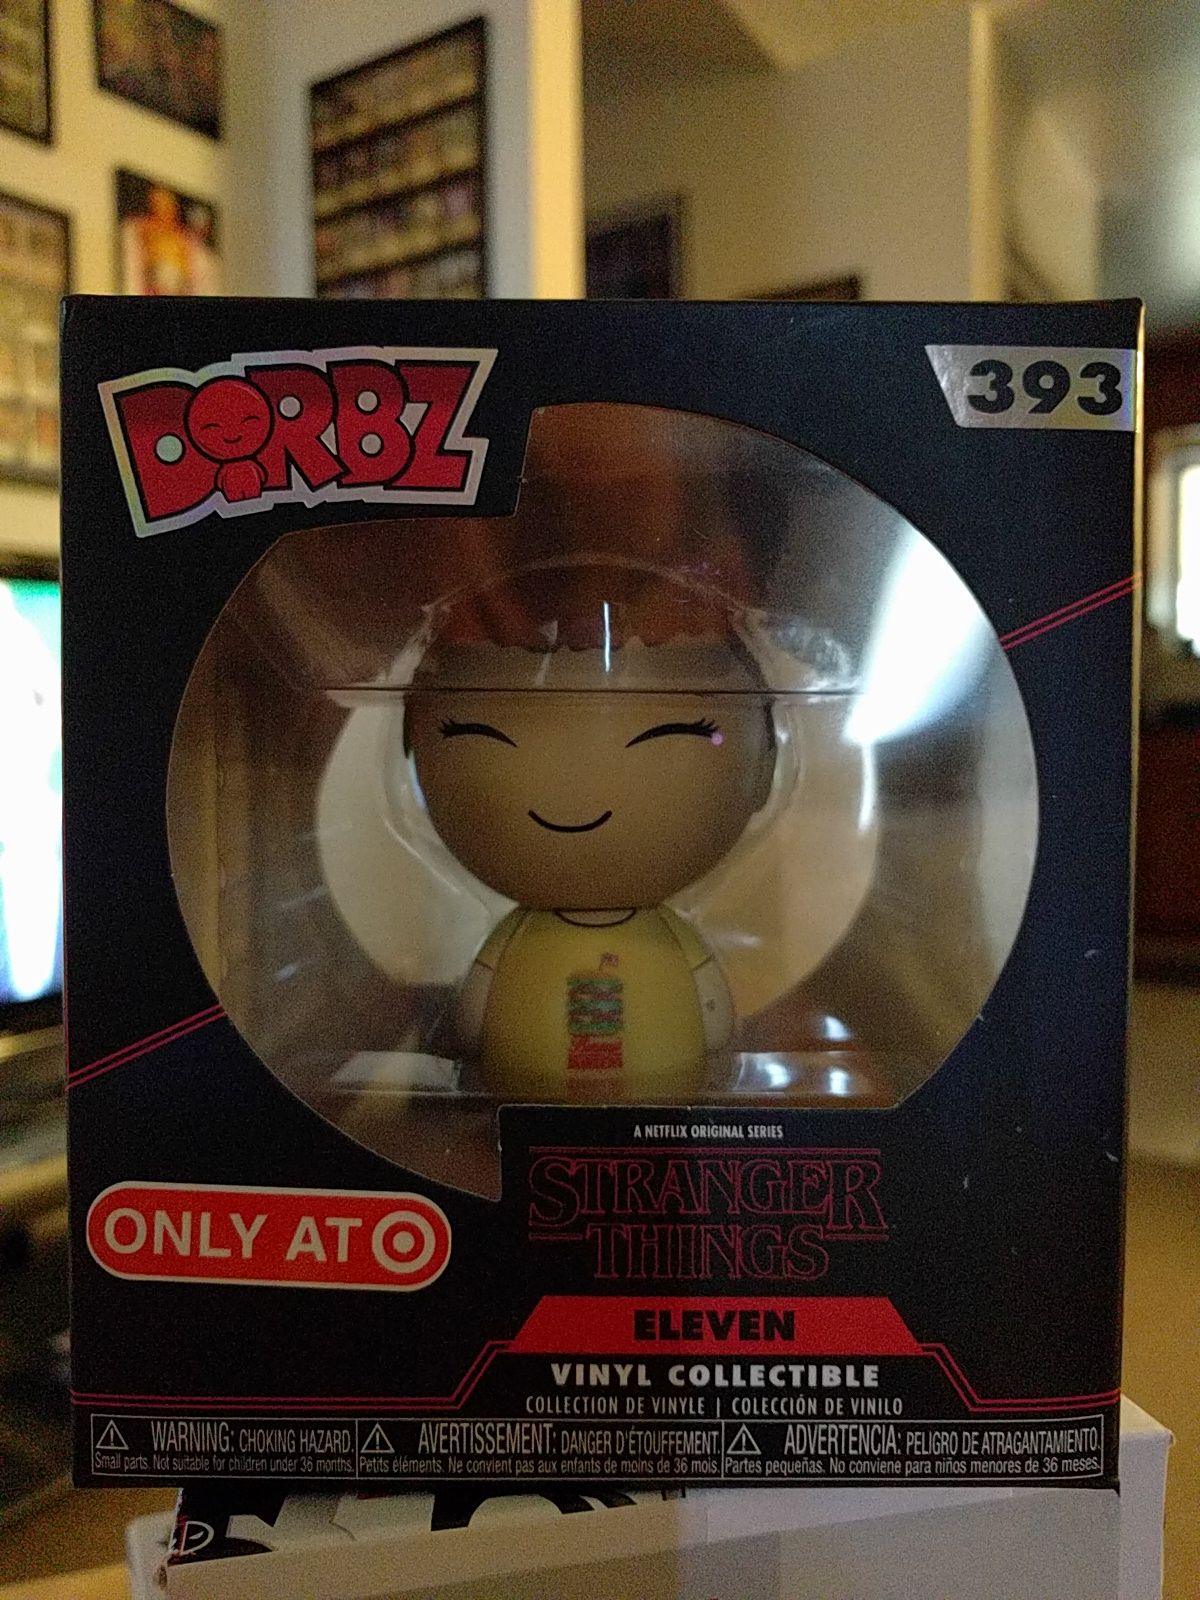 DORBZ
393
A NETFLIX ORIGINAL SERIES
STRANGER
THINGS
ONLY AT
ELEVEN
VINYL COLLECTIBLE
COLLECTION DE VINYLE | COLECCIÓN DE VINILO
WARNING: CHOKING HAZARD.
Small parts. Not suitable for children under 36 months.
AVERTISSEMENT: DANGER D'ÉTOUFFEMENT.
Petits éléments. Ne convient pas aux enfants de moins de 36 mois.
ADVERTENCIA: PELIGRO DE ATRAGANTAMIENTO.
Partes pequeñas. No conviene para niños menores de 36 meses.